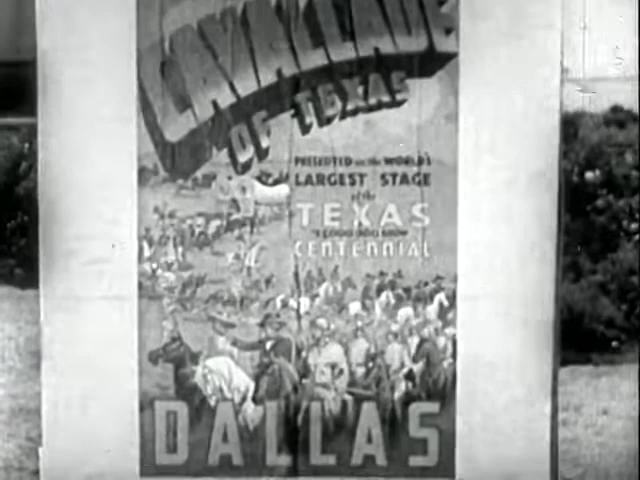 CAVALCADE
OF TEXAS
PRESENTED on the WORLD'S
LARGEST STAGE
of the
TEXAS
CENTENNIAL
DALLAS